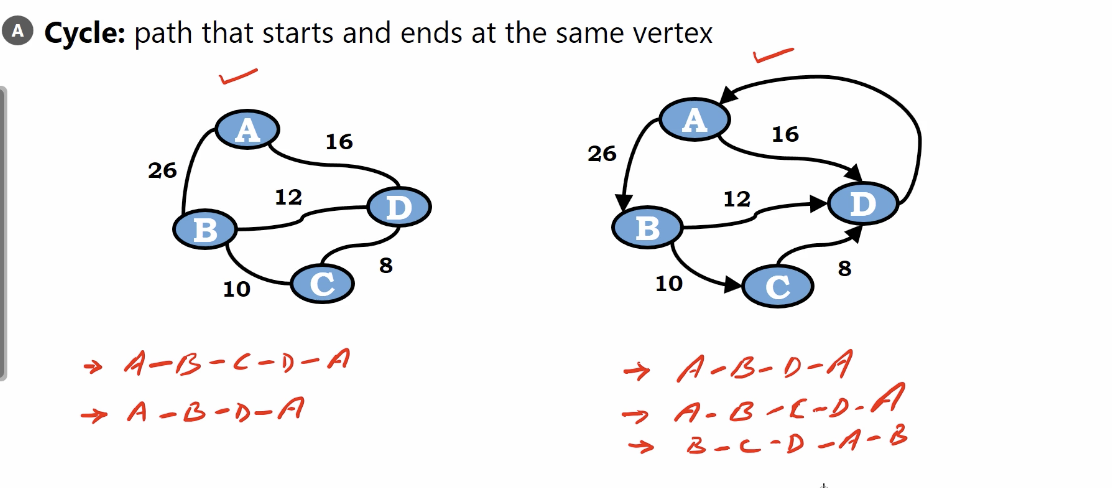 A Cycle: path that starts and ends at the same vertex
A
16
26
12
D
B
8
C
10
A
16
26
12
D
B
8
C
10
→ A-B-C-D-A
→ A-B-D-A
→ A-B-D-A
→ A-B-C-D-A
→ B-C-D-A-B